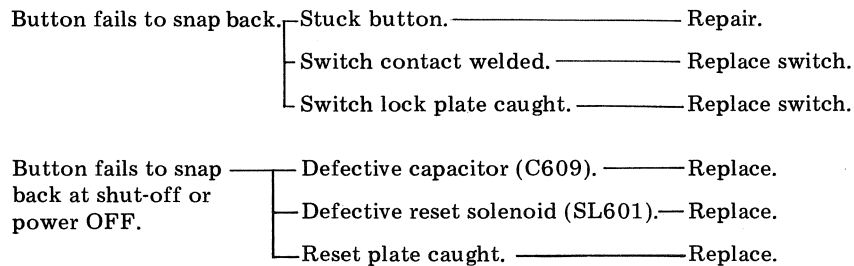 Button fails to snap back. Stuck button. Repair.
Switch contact welded. Replace switch.
Switch lock plate caught. Replace switch.
Button fails to snap Defective capacitor (C609). Replace.
back at shut-off or
power OFF. Defective reset solenoid (SL601). Replace.
Reset plate caught. Replace.